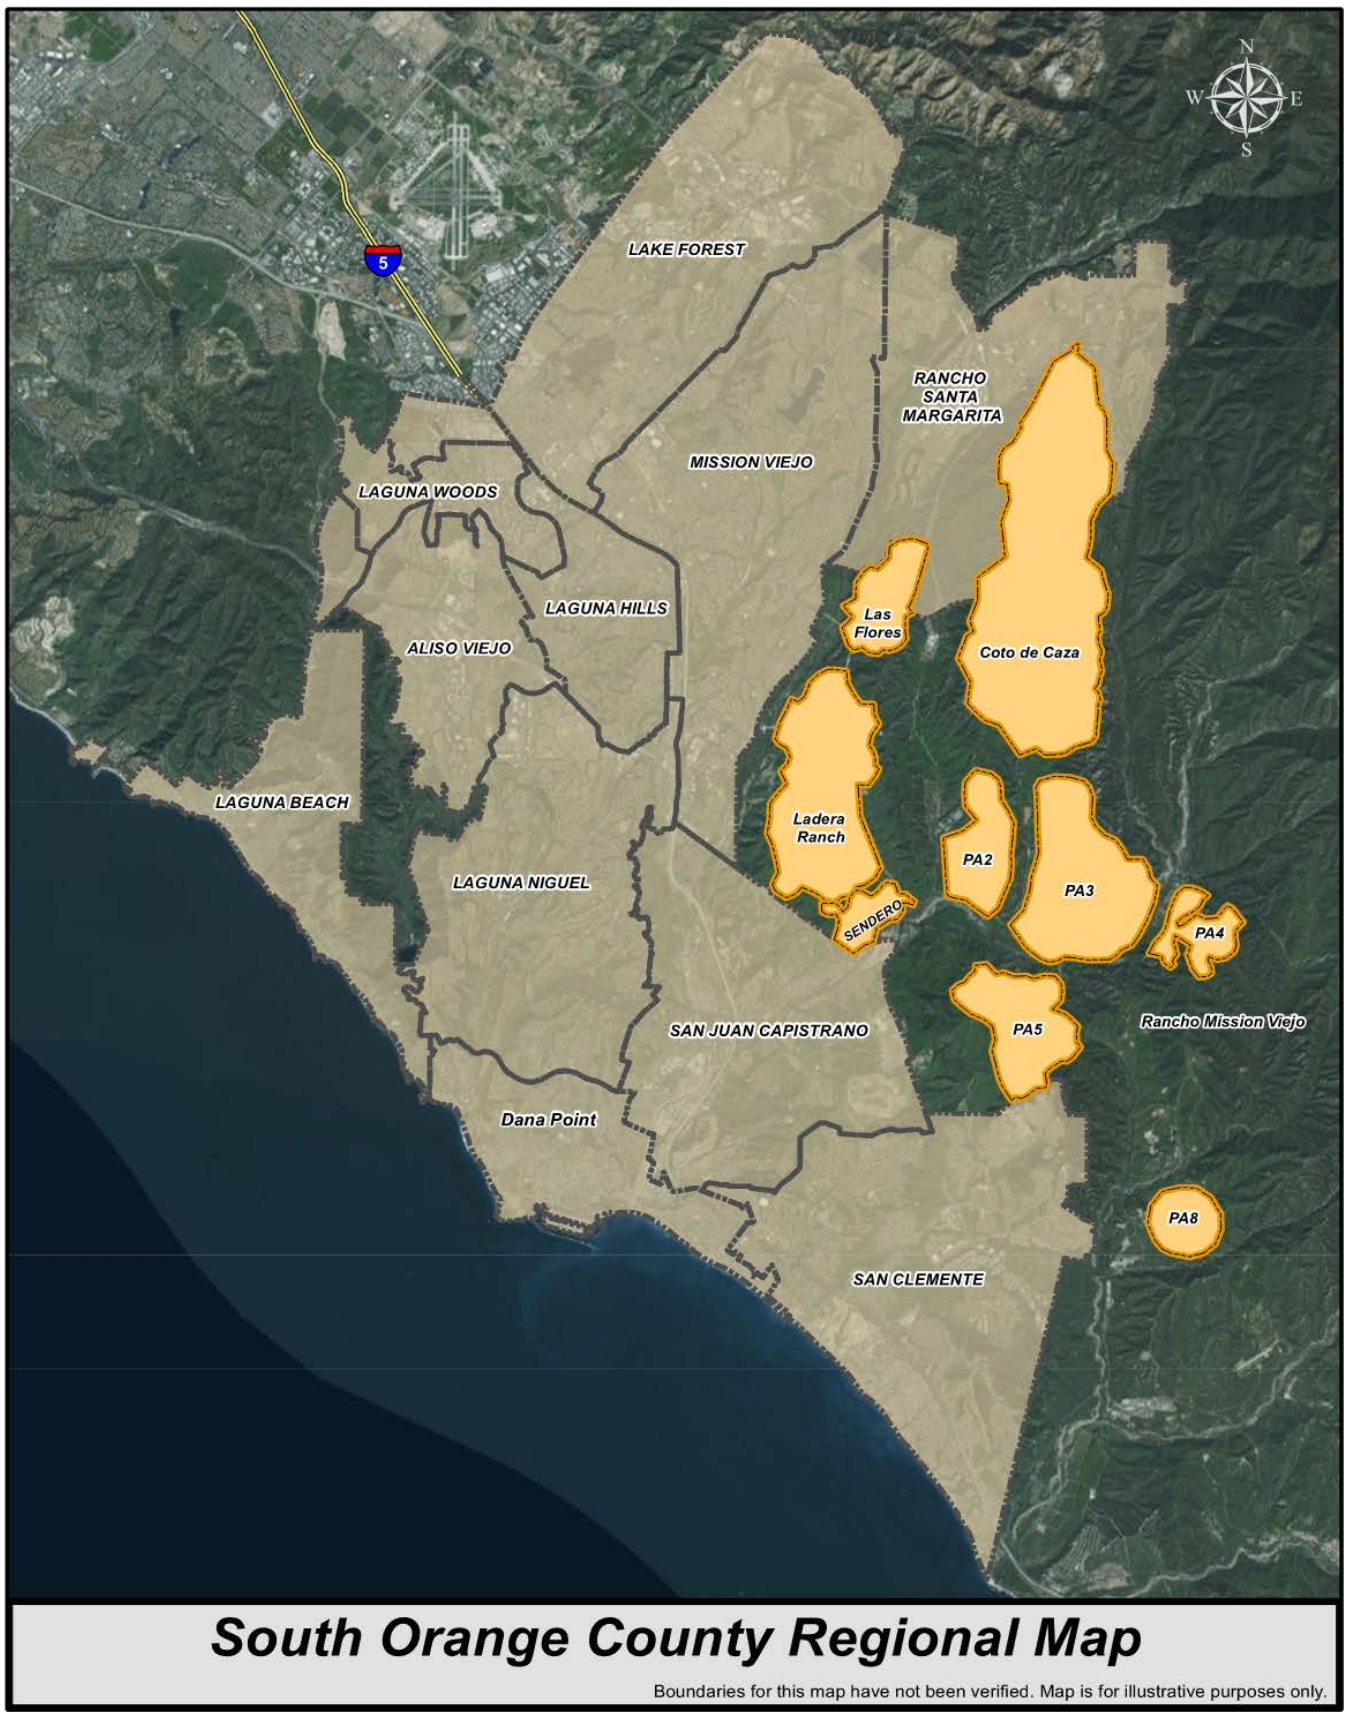 N
W E
S
5
LAKE FOREST
RANCHO
SANTA
MARGARITA
MISSION VIEJO
LAGUNA WOODS
LAGUNA HILLS
Las
Flores
ALISO VIEJO
Coto de Caza
LAGUNA BEACH
Ladera
Ranch
PA2
LAGUNA NIGUEL
PA3
SENDERO
PA4
Rancho Mission Viejo
SAN JUAN CAPISTRANO
PA5
Dana Point
PA8
SAN CLEMENTE
South Orange County Regional Map
Boundaries for this map have not been verified. Map is for illustrative purposes only.